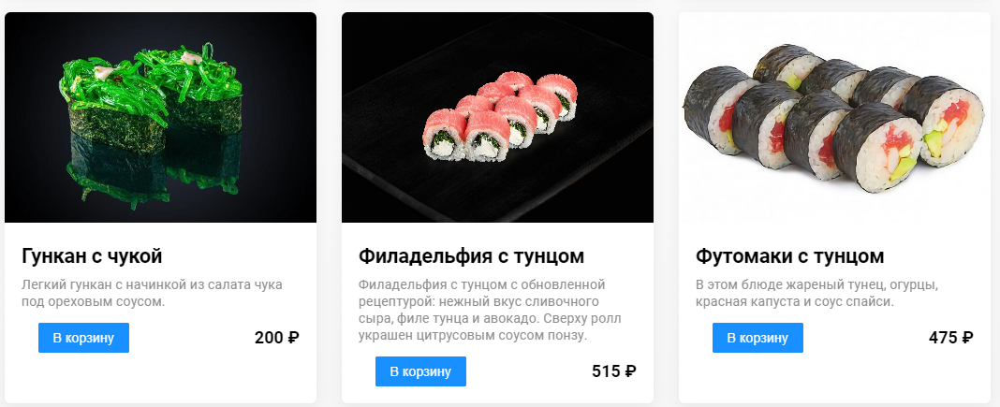 Гункан с чукой
Легкий гункан с начинкой из салата чука
под ореховым соусом.
В корзину
200 ₽
Филадельфия с тунцом
Филадельфия с тунцом с обновленной
рецептурой: нежный вкус сливочного
сыра, филе тунца и авокадо. Сверху ролл
украшен цитрусовым соусом понзу.
В корзину
515 ₽
Футомаки с тунцом
В этом блюде жареный тунец, огурцы,
красная капуста и соус спайси.
В корзину
475 ₽